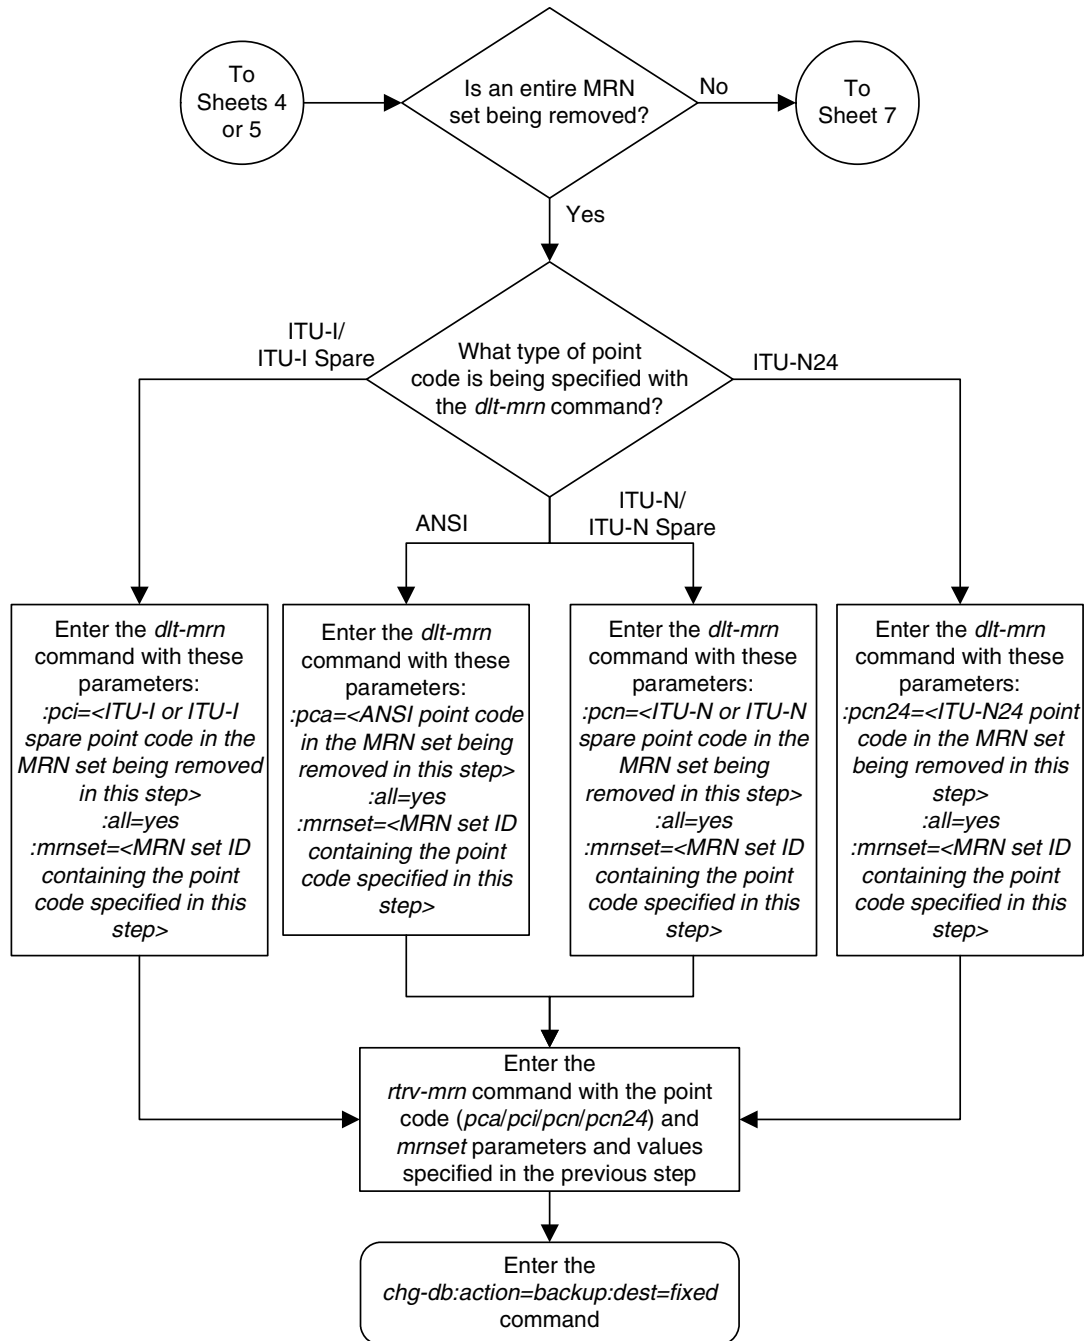 To
Sheets 4
or 5
Is an entire MRN
set being removed?
No
To
Sheet 7
Yes
What type of point
code is being specified with
the dlt-mrn command?
ITU-I/
ITU-I Spare
ITU-N24
ANSI
ITU-N/
ITU-N Spare
Enter the dlt-mrn
command with these
parameters:
:pci=<ITU-I or ITU-I
spare point code in the
MRN set being removed
in this step>
:all=yes
:mrnset=<MRN set ID
containing the point
code specified in this
step>
Enter the dlt-mrn
command with these
parameters:
:pca=<ANSI point code
in the MRN set being
removed in this step>
:all=yes
:mrnset=<MRN set ID
containing the point
code specified in this
step>
Enter the dlt-mrn
command with these
parameters:
:pcn=<ITU-N or ITU-N
spare point code in the
MRN set being
removed in this step>
:all=yes
:mrnset=<MRN set ID
containing the point
code specified in this
step>
Enter the dlt-mrn
command with these
parameters:
:pcn24=<ITU-N24 point
code in the MRN set
being removed in this
step>
:all=yes
:mrnset=<MRN set ID
containing the point
code specified in this
step>
Enter the
rtrv-mrn command with the point
code (pca/pci/pcn/pcn24) and
mrnset parameters and values
specified in the previous step
Enter the
chg-db:action=backup:dest=fixed
command